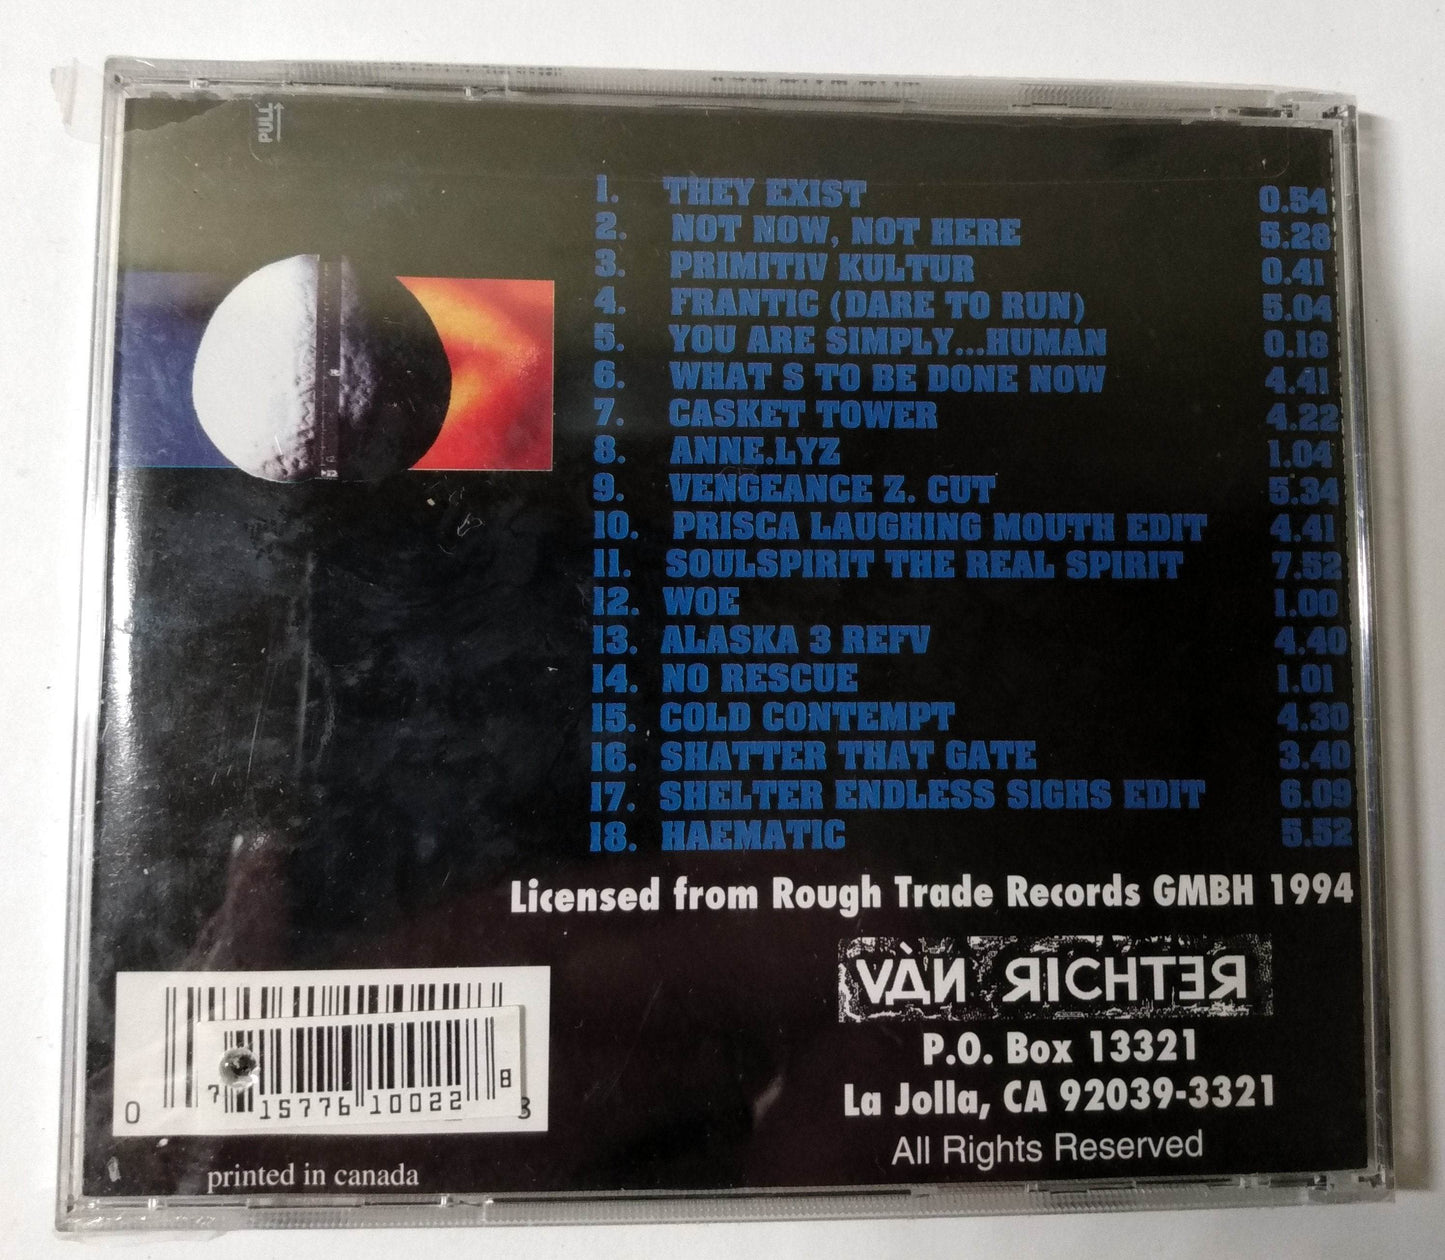 PULL
1. THEY EXIST 0.54
2. NOT NOW, NOT HERE 5.28
3. PRIMITIV KULTUR 0.41
4. FRANTIC (DARE TO RUN) 5.04
5. YOU ARE SIMPLY...HUMAN 0.18
6. WHAT S TO BE DONE NOW 4.41
7. CASKET TOWER 4.22
8. ANNE.LYZ 1.04
9. VENGEANCE Z. CUT 5.34
10. PRISCA LAUGHING MOUTH EDIT 4.41
11. SOULSPIRIT THE REAL SPIRIT 7.52
12. WOE 1.00
13. ALASKA 3 REFV 4.40
14. NO RESCUE 1.01
15. COLD CONTEMPT 4.30
16. SHATTER THAT GATE 3.40
17. SHELTER ENDLESS SIGHS EDIT 6.09
18. HAEMATIC 5.52
Licensed from Rough Trade Records GMBH 1994
VÀN RICHTER
P.O. Box 13321
La Jolla, CA 92039-3321
All Rights Reserved
0 7 15776 10022 8 3
printed in canada